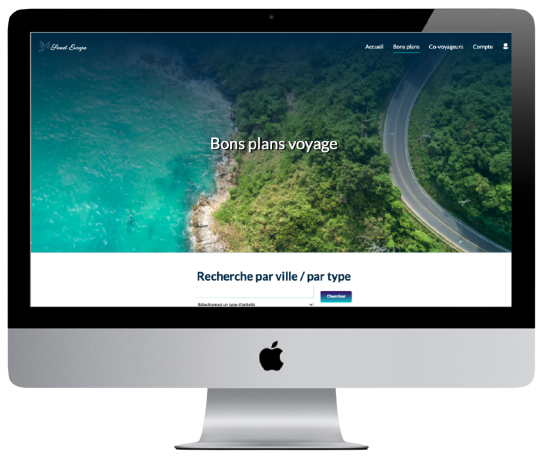 Sweet Escape
Accueil Bons plans Co-voyageurs Compte
Bons plans voyage
Recherche par ville / par type
Chercher
Sélectionnez un type d'activité